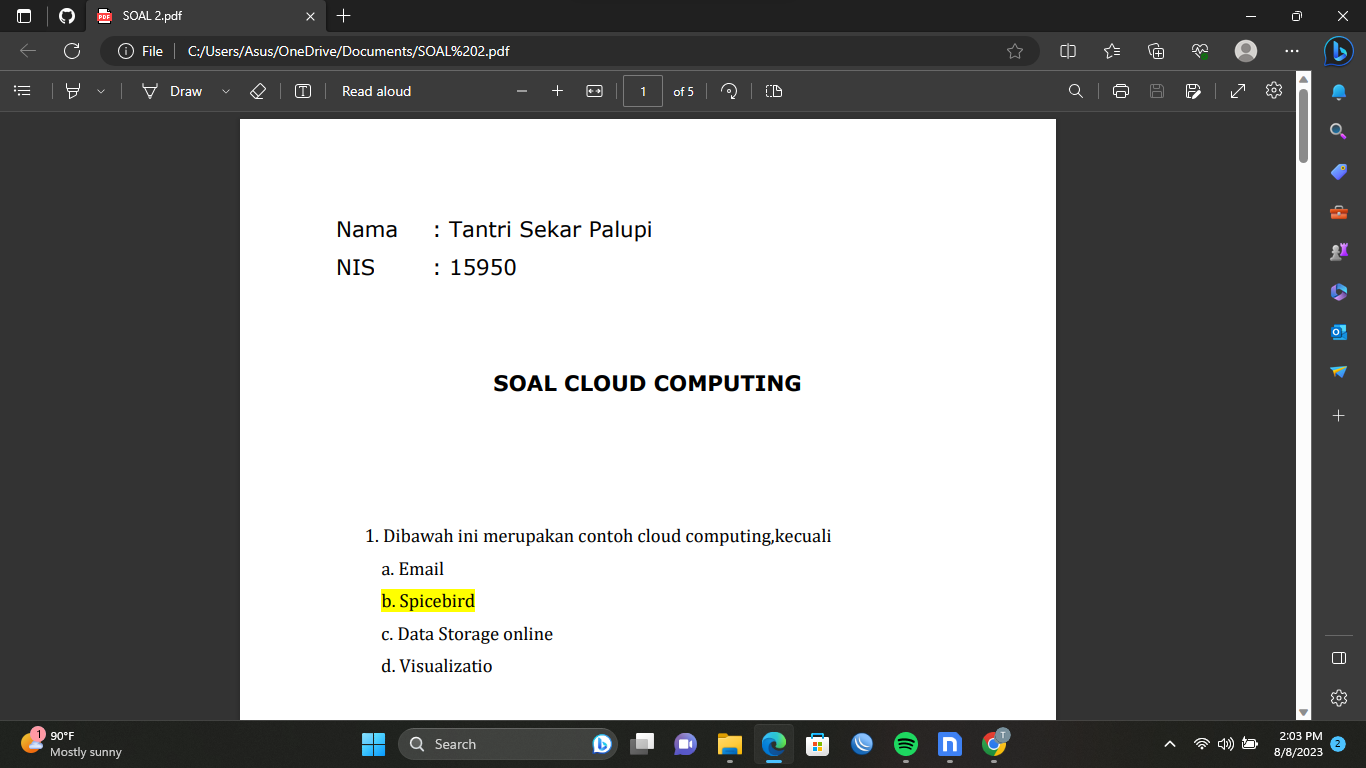 SOAL 2.pdf
File
C:/Users/Asus/OneDrive/Documents/SOAL%202.pdf
Draw
Read aloud
1
of 5
Nama : Tantri Sekar Palupi
NIS : 15950
SOAL CLOUD COMPUTING
1. Dibawah ini merupakan contoh cloud computing,kecuali
a. Email
b. Spicebird
c. Data Storage online
d. Visualizatio
1
90°F
Mostly sunny
Search
T
2:03 PM
8/8/2023
2